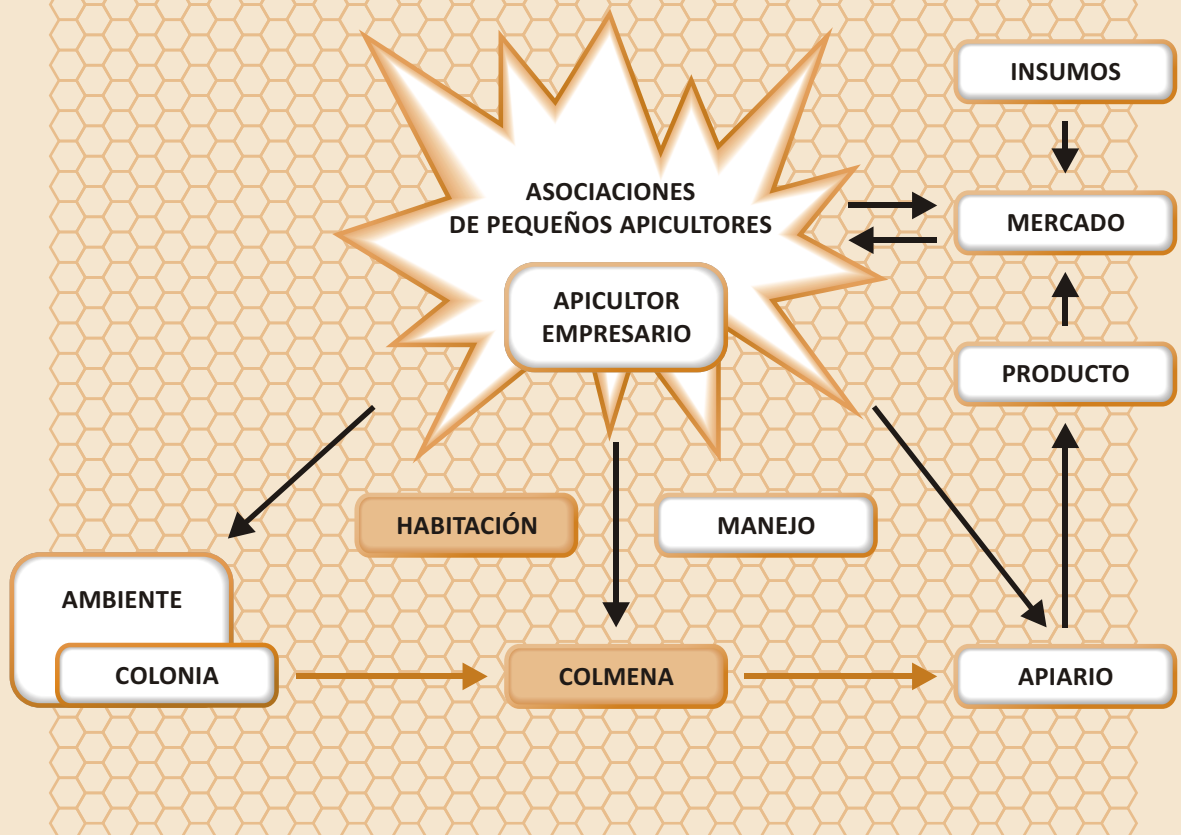 INSUMOS
ASOCIACIONES
DE PEQUEÑOS APICULTORES
MERCADO
APICULTOR
EMPRESARIO
PRODUCTO
HABITACIÓN
MANEJO
AMBIENTE
COLONIA
COLMENA
APIARIO